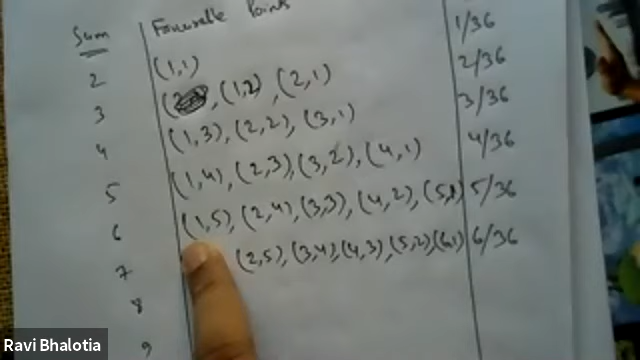 Sum Favourable Points
2 (1,1) 1/36
3 (1,2), (2,1) 2/36
4 (1,3), (2,2), (3,1) 3/36
5 (1,4), (2,3), (3,2), (4,1) 4/36
6 (1,5), (2,4), (3,3), (4,2), (5,1) 5/36
7 (2,5), (3,4), (4,3), (5,2), (6,1) 6/36
8
9
Ravi Bhalotia